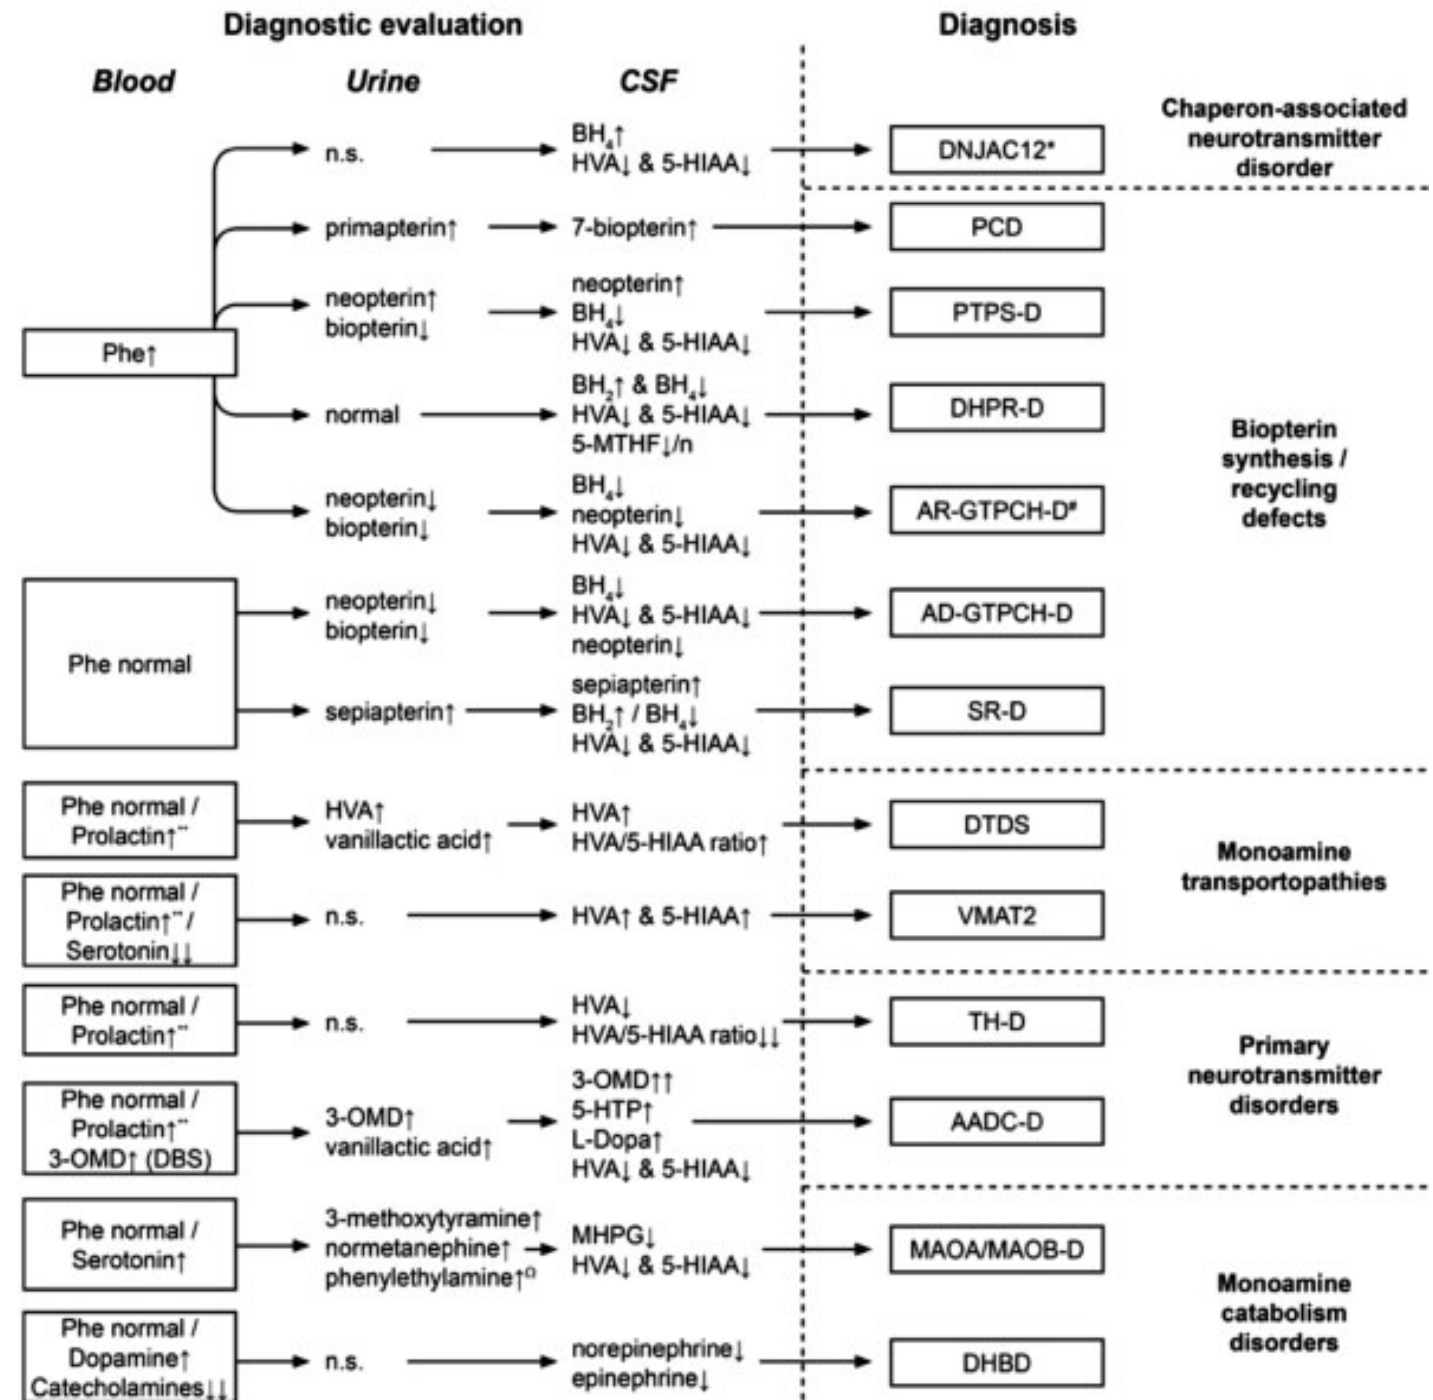 Diagnostic evaluation
Diagnosis
Blood
Urine
CSF
Phe↑
n.s.
BH₄↑
HVA↓ & 5-HIAA↓
DNJAC12*
Chaperon-associated
neurotransmitter
disorder
primapterin↑
7-biopterin↑
PCD
neopterin↑
biopterin↓
neopterin↑
BH₄↓
HVA↓ & 5-HIAA↓
PTPS-D
normal
BH₂↑ & BH₄↓
HVA↓ & 5-HIAA↓
5-MTHF↓/n
DHPR-D
neopterin↓
biopterin↓
BH₄↓
neopterin↓
HVA↓ & 5-HIAA↓
AR-GTPCH-D#
Biopterin
synthesis /
recycling
defects
Phe normal
neopterin↓
biopterin↓
BH₄↓
HVA↓ & 5-HIAA↓
neopterin↓
AD-GTPCH-D
sepiapterin↑
sepiapterin↑
BH₂↑ / BH₄↓
HVA↓ & 5-HIAA↓
SR-D
Phe normal /
Prolactin↑¨
HVA↑
vanillactic acid↑
HVA↑
HVA/5-HIAA ratio↑
DTDS
Phe normal /
Prolactin↑¨ /
Serotonin↓↓
n.s.
HVA↑ & 5-HIAA↑
VMAT2
Monoamine
transportopathies
Phe normal /
Prolactin↑¨
n.s.
HVA↓
HVA/5-HIAA ratio↓↓
TH-D
Phe normal /
Prolactin↑¨
3-OMD↑ (DBS)
3-OMD↑
vanillactic acid↑
3-OMD↑↑
5-HTP↑
L-Dopa↑
HVA↓ & 5-HIAA↓
AADC-D
Primary
neurotransmitter
disorders
Phe normal /
Serotonin↑
3-methoxytyramine↑
normetanephine↑
phenylethylamine↑Ω
MHPG↓
HVA↓ & 5-HIAA↓
MAOA/MAOB-D
Phe normal /
Dopamine↑
Catecholamines↓↓
n.s.
norepinephrine↓
epinephrine↓
DHBD
Monoamine
catabolism
disorders